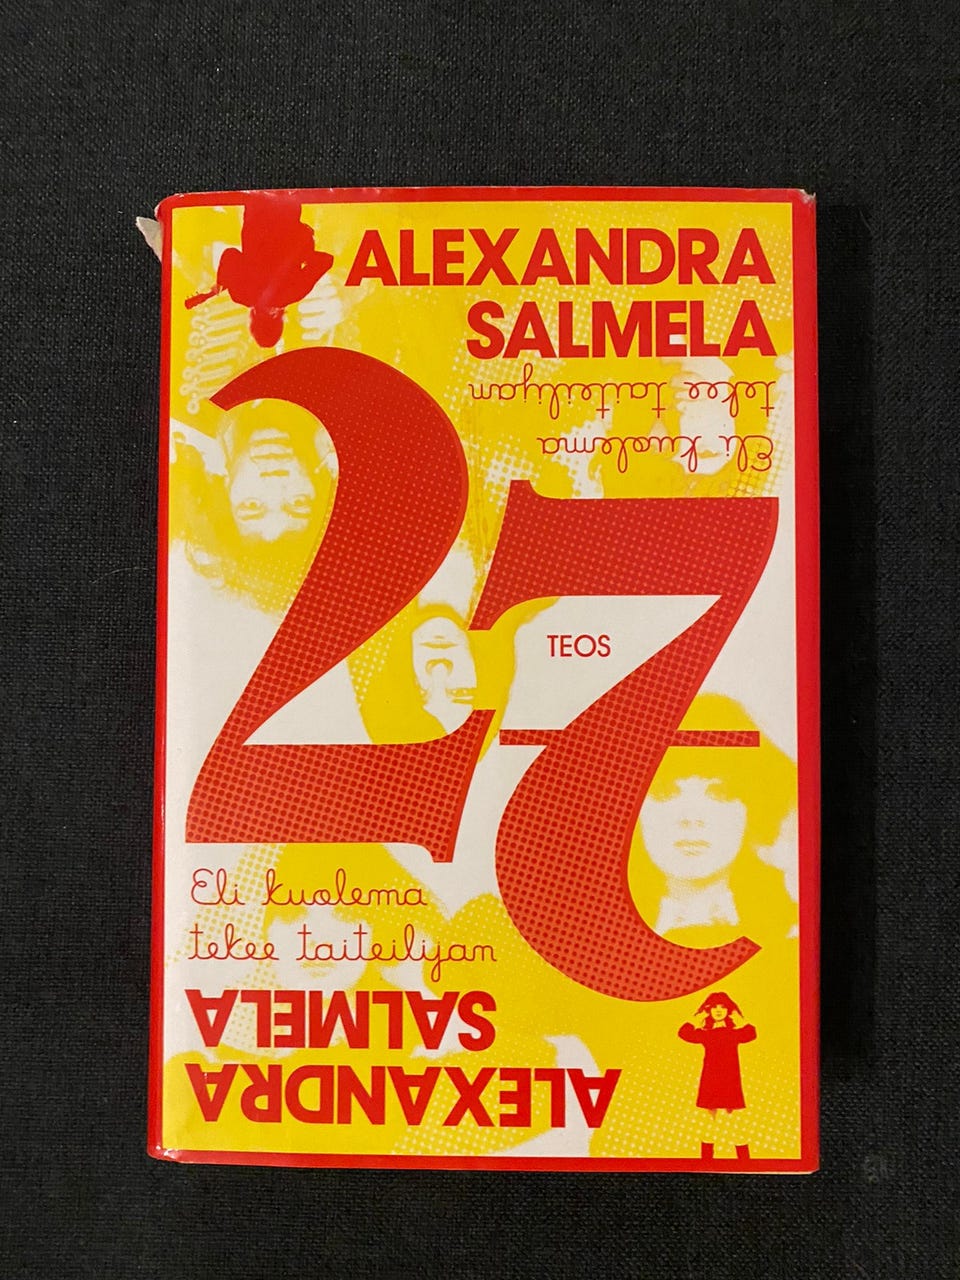 ALEXANDRA
SALMELA
tekee taiteilijan
Eli kuolema
27
TEOS
Eli kuolema
tekee taiteilijan
SALMELA
ALEXANDRA